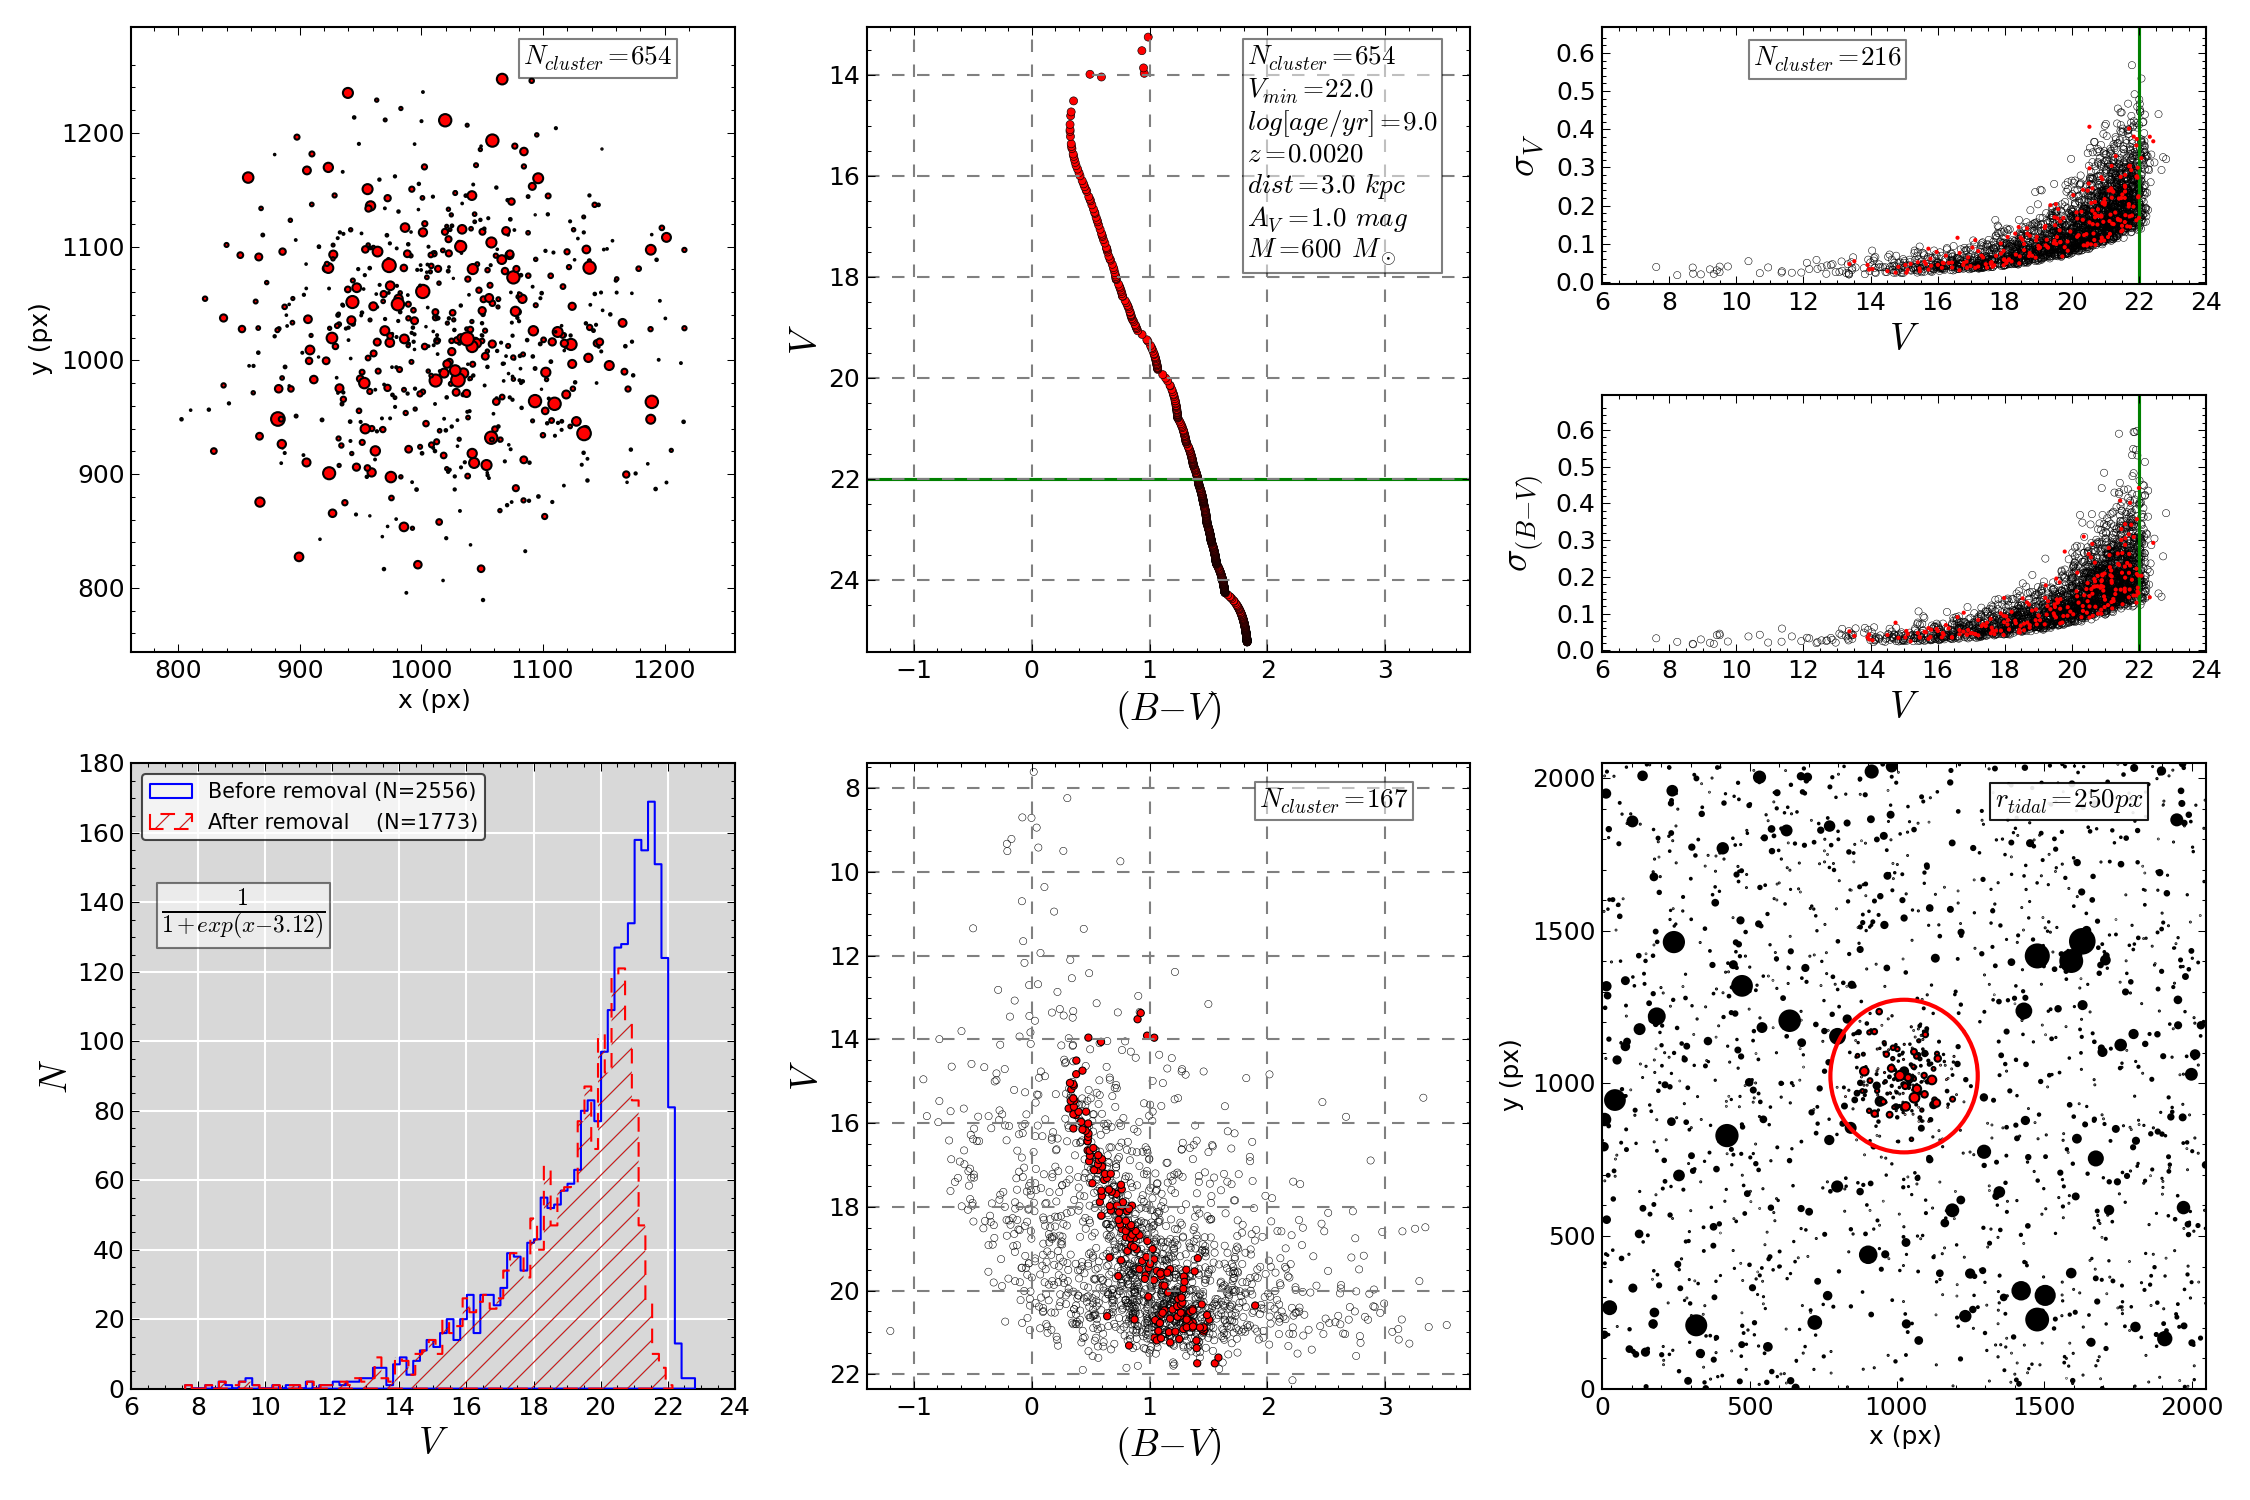 N_cluster=654
1200
1100
1000
900
800
y (px)
800 900 1000 1100 1200
x (px)
N_cluster=654
V_min=22.0
log[age/yr]=9.0
z=0.0020
dist=3.0 kpc
A_V=1.0 mag
M=600 M_⊙
14
16
18
20
22
24
V
−1 0 1 2 3
(B−V)
N_cluster=216
0.6
0.5
0.4
0.3
0.2
0.1
0.0
σ_V
6 8 10 12 14 16 18 20 22 24
V
0.6
0.5
0.4
0.3
0.2
0.1
0.0
σ_(B−V)
6 8 10 12 14 16 18 20 22 24
V
Before removal (N=2556)
After removal (N=1773)
1
1+exp(x−3.12)
180
160
140
120
100
80
60
40
20
0
N
6 8 10 12 14 16 18 20 22 24
V
N_cluster=167
8
10
12
14
16
18
20
22
V
−1 0 1 2 3
(B−V)
r_tidal=250px
2000
1500
1000
500
0
y (px)
0 500 1000 1500 2000
x (px)